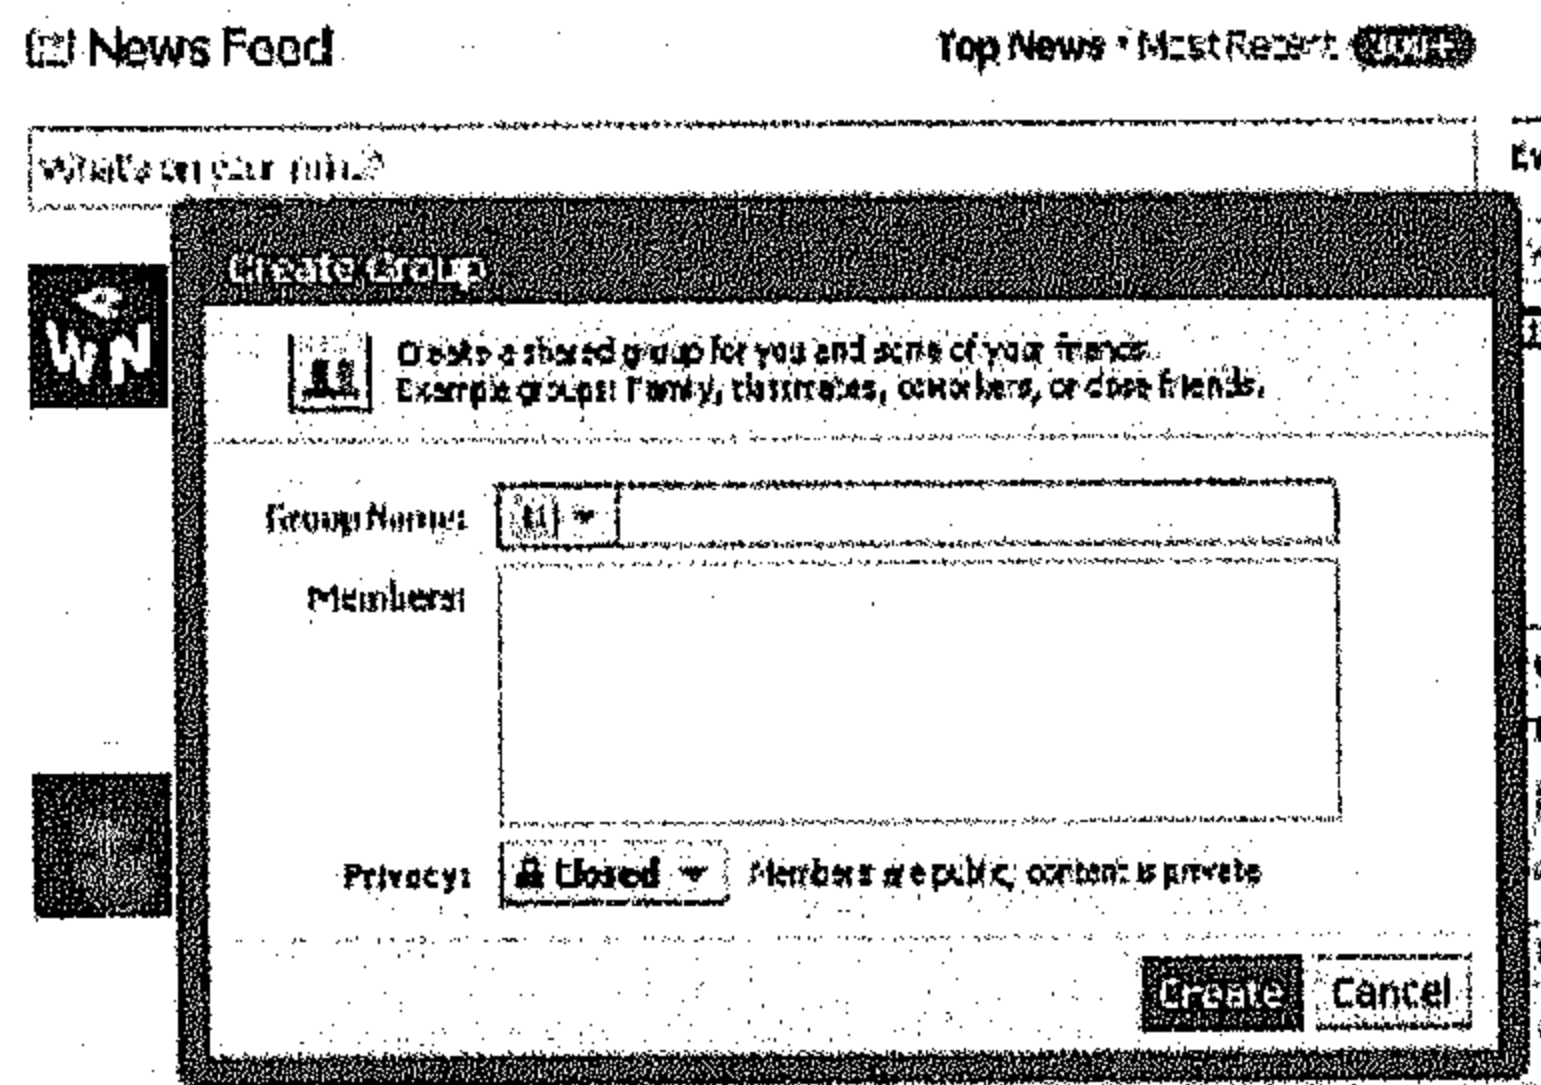 News Feed
Top News · Most Recent
What's on your mind?
WN
Create Group
Create a shared group for you and some of your friends.
Example groups: Family, classmates, coworkers, or close friends.
Group Name:
Members:
Privacy: Closed Members are public, content is private
Create Cancel